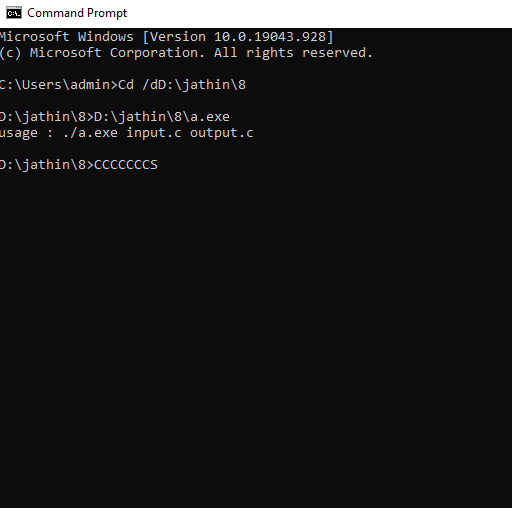 Command Prompt
Microsoft Windows [Version 10.0.19043.928]
(c) Microsoft Corporation. All rights reserved.
C:\Users\admin>Cd /dD:\jathin\8
D:\jathin\8>D:\jathin\8\a.exe
usage : ./a.exe input.c output.c
D:\jathin\8>CCCCCCCS